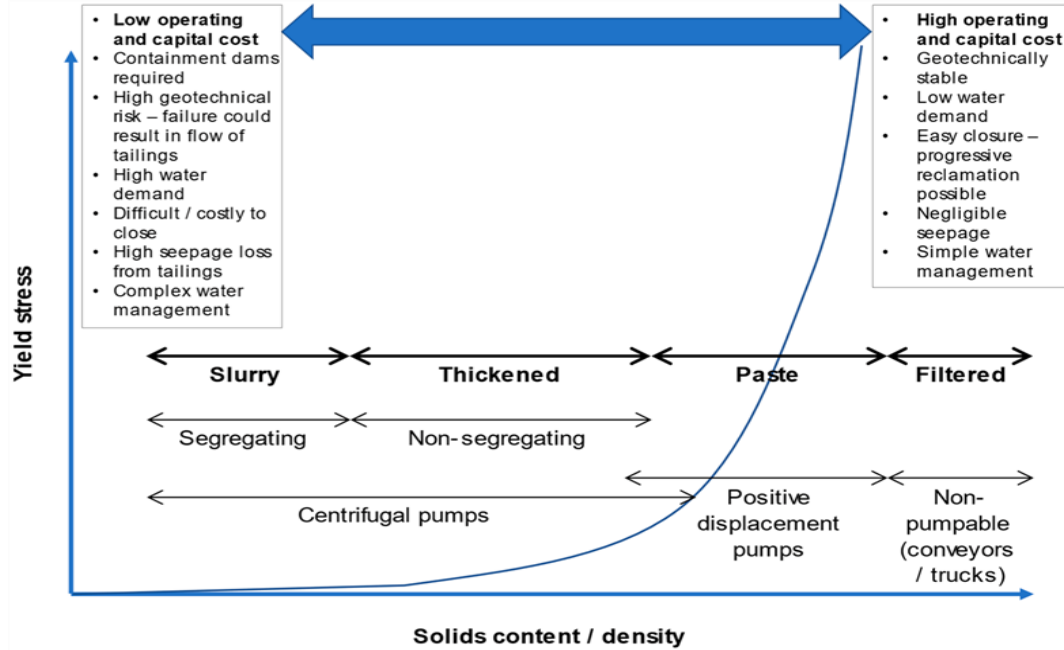 • Low operating
and capital cost
• Containment dams
required
• High geotechnical
risk – failure could
result in flow of
tailings
• High water
demand
• Difficult / costly to
close
• High seepage loss
from tailings
• Complex water
management
• High operating
and capital cost
• Geotechnically
stable
• Low water
demand
• Easy closure –
progressive
reclamation
possible
• Negligible
seepage
• Simple water
management
Yield stress
Slurry
Thickened
Paste
Filtered
Segregating
Non-segregating
Centrifugal pumps
Positive
displacement
pumps
Non-
pumpable
(conveyors
/ trucks)
Solids content / density